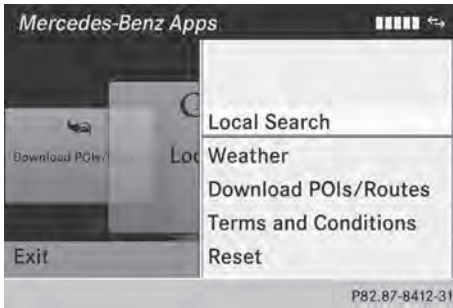 Mercedes-Benz Apps
Local Search
Download POIs/
Loc
Weather
Download POIs/Routes
Terms and Conditions
Exit
Reset
P82.87-8412-31